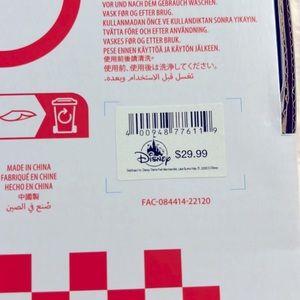 VOR UND NACH DEM GEBRAUCH WASCHEN.
VASK FØR OG EFTER BRUG.
KULLANMADAN ÖNCE VE KULLANDIKTAN SONRA YIKAYIN.
TVÄTTA FÖRE OCH EFTER ANVÄNDNING.
VASKES FØR OG ETTER BRUK.
PESE ENNEN KÄYTTÖÄ JA KÄYTÖN JÄLKEEN.
使用前後請清洗。
使用前、使用後は洗浄してください。
تغسل قبل الاستخدام وبعده.
4 00948 77611 9
Disney
$29.99
MADE IN CHINA
FABRIQUÉ EN CHINE
HECHO EN CHINA
中國製
صُنع في الصين
FAC-084414-22120